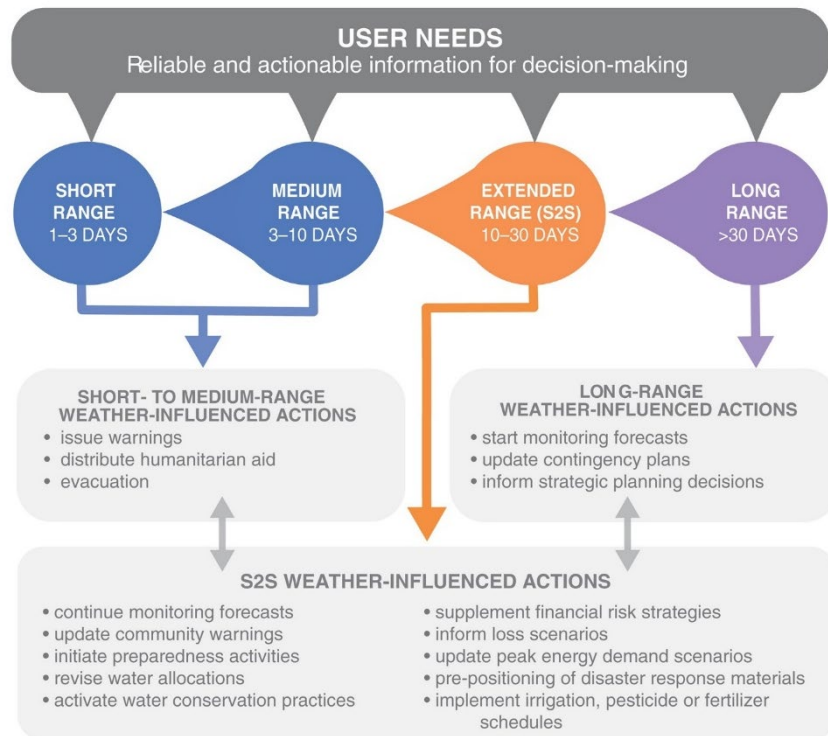 USER NEEDS
Reliable and actionable information for decision-making
SHORT
RANGE
1–3 DAYS
MEDIUM
RANGE
3–10 DAYS
EXTENDED
RANGE (S2S)
10–30 DAYS
LONG
RANGE
>30 DAYS
SHORT- TO MEDIUM-RANGE
WEATHER-INFLUENCED ACTIONS
• issue warnings
• distribute humanitarian aid
• evacuation
LONG-RANGE
WEATHER-INFLUENCED ACTIONS
• start monitoring forecasts
• update contingency plans
• inform strategic planning decisions
S2S WEATHER-INFLUENCED ACTIONS
• continue monitoring forecasts
• update community warnings
• initiate preparedness activities
• revise water allocations
• activate water conservation practices
• supplement financial risk strategies
• inform loss scenarios
• update peak energy demand scenarios
• pre-positioning of disaster response materials
• implement irrigation, pesticide or fertilizer
schedules